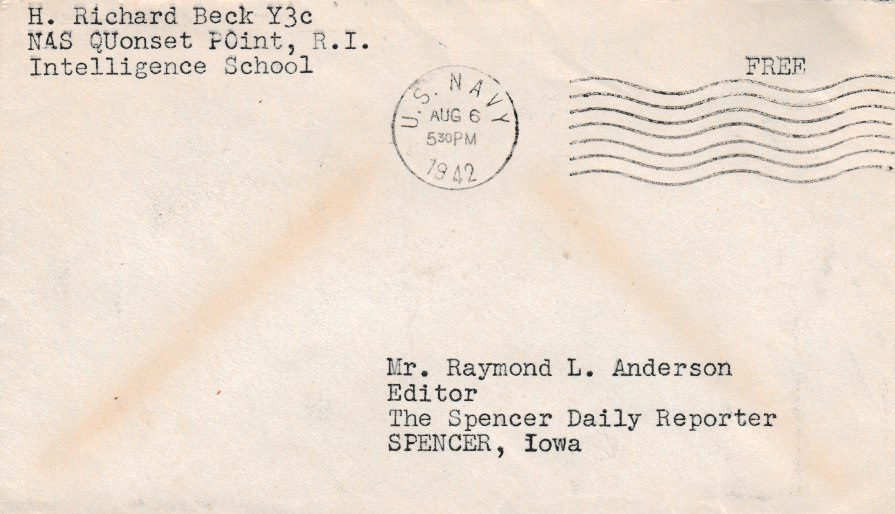 H. Richard Beck Y3c
NAS QUonset POint, R.I.
Intelligence School
FREE
U.S. NAVY
AUG 6
530PM
1942
Mr. Raymond L. Anderson
Editor
The Spencer Daily Reporter
SPENCER, Iowa